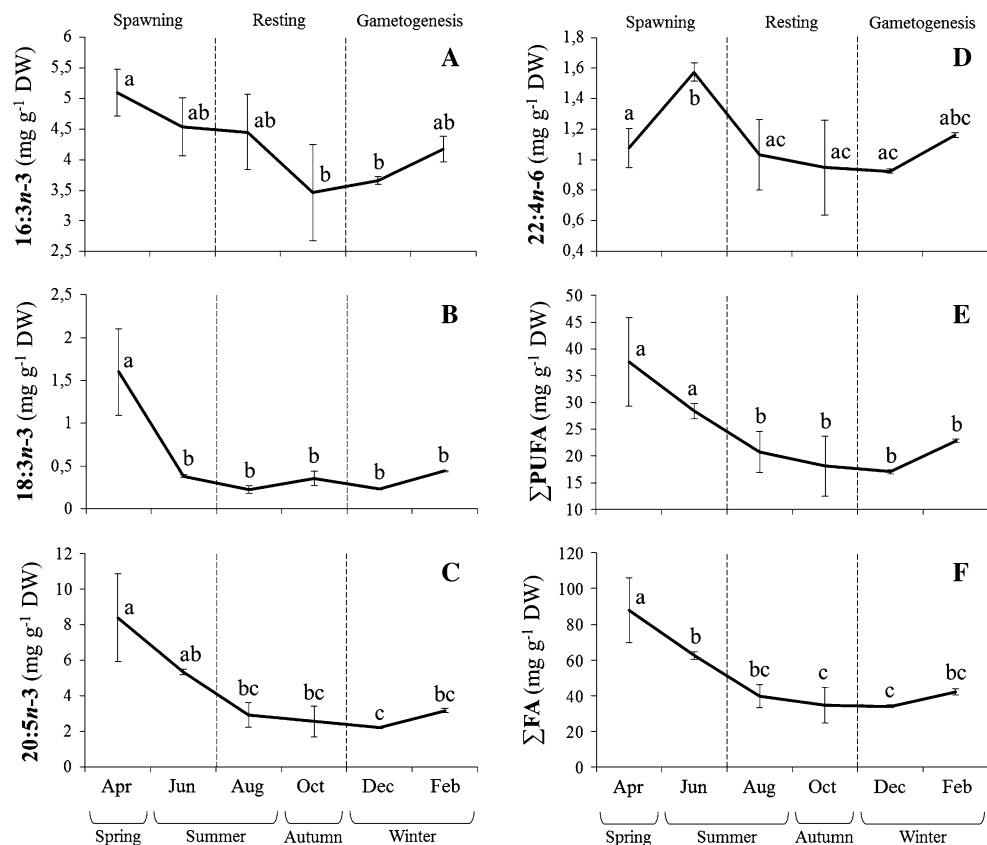 Spawning Resting Gametogenesis
A
16:3n-3 (mg g-1 DW)
6
5,5
5
4,5
4
3,5
3
2,5
a ab ab b b ab
B
18:3n-3 (mg g-1 DW)
2,5
2
1,5
1
0,5
0
a b b b b b
C
20:5n-3 (mg g-1 DW)
12
10
8
6
4
2
0
a ab bc bc c bc
Apr Jun Aug Oct Dec Feb
Spring Summer Autumn Winter
Spawning Resting Gametogenesis
D
22:4n-6 (mg g-1 DW)
1,8
1,6
1,4
1,2
1
0,8
0,6
0,4
a b ac ac ac abc
E
∑PUFA (mg g-1 DW)
50
45
40
35
30
25
20
15
10
a a b b b b
F
∑FA (mg g-1 DW)
120
100
80
60
40
20
0
a b bc c c bc
Apr Jun Aug Oct Dec Feb
Spring Summer Autumn Winter